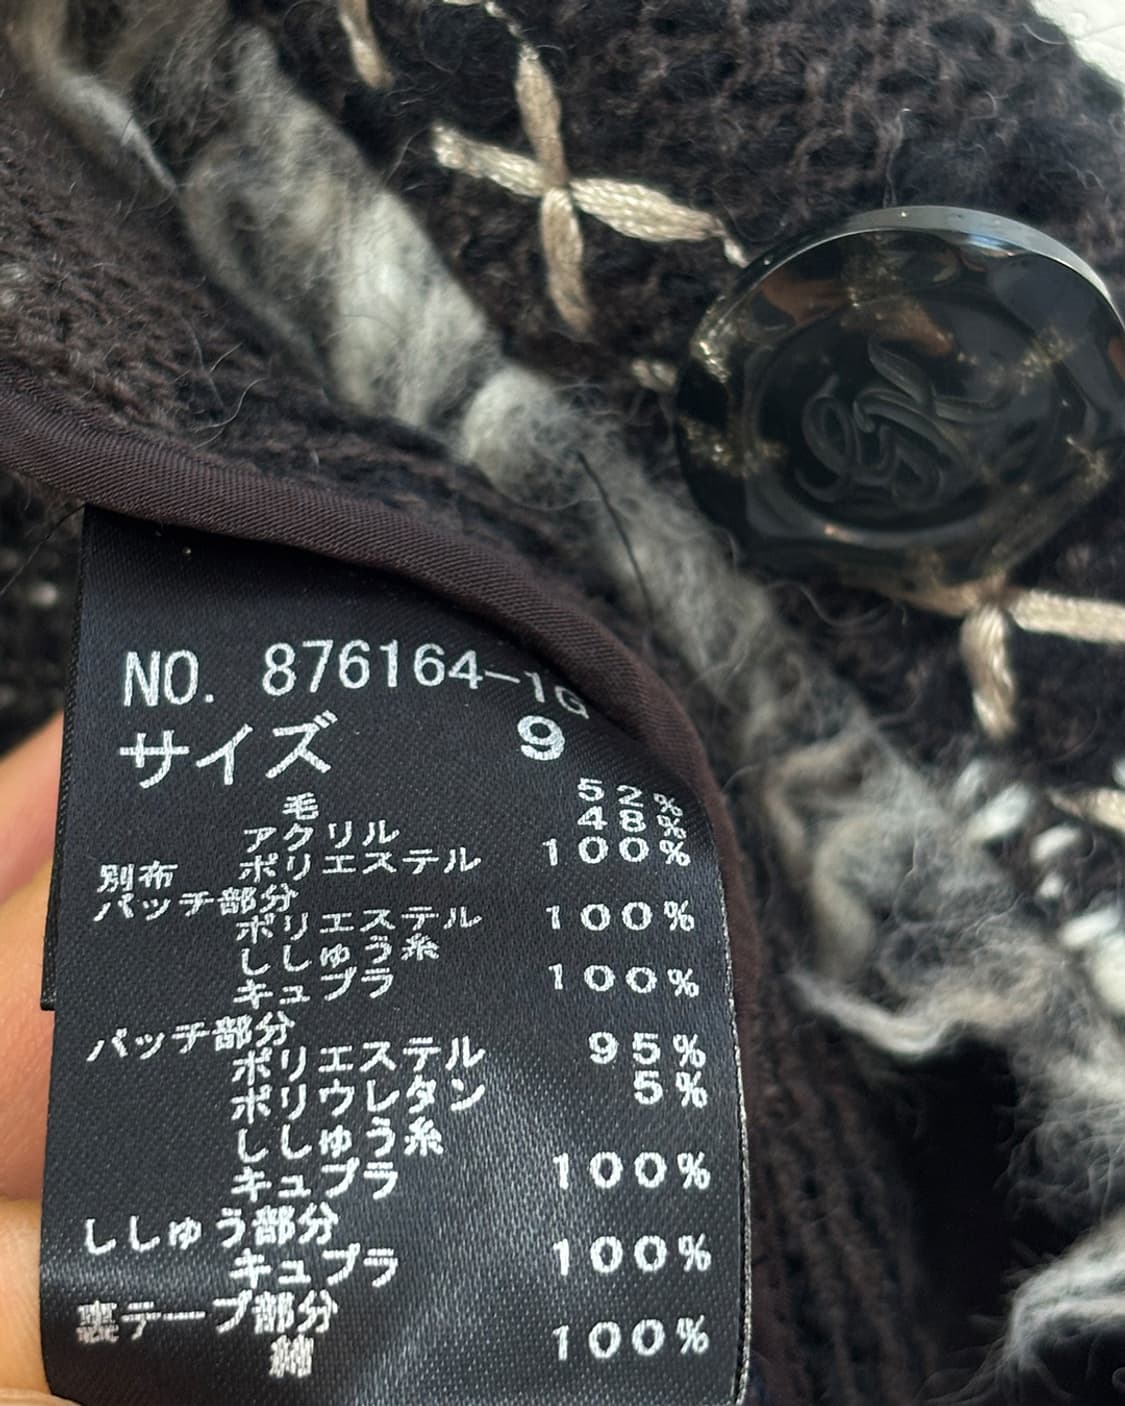 NO. 876164-1G
サイズ 9
毛 52%
アクリル 48%
別布 ポリエステル 100%
パッチ部分
ポリエステル 100%
ししゅう糸
キュプラ 100%
パッチ部分
ポリエステル 95%
ポリウレタン 5%
ししゅう糸
キュプラ 100%
ししゅう部分
キュプラ 100%
裏テープ部分
綿 100%